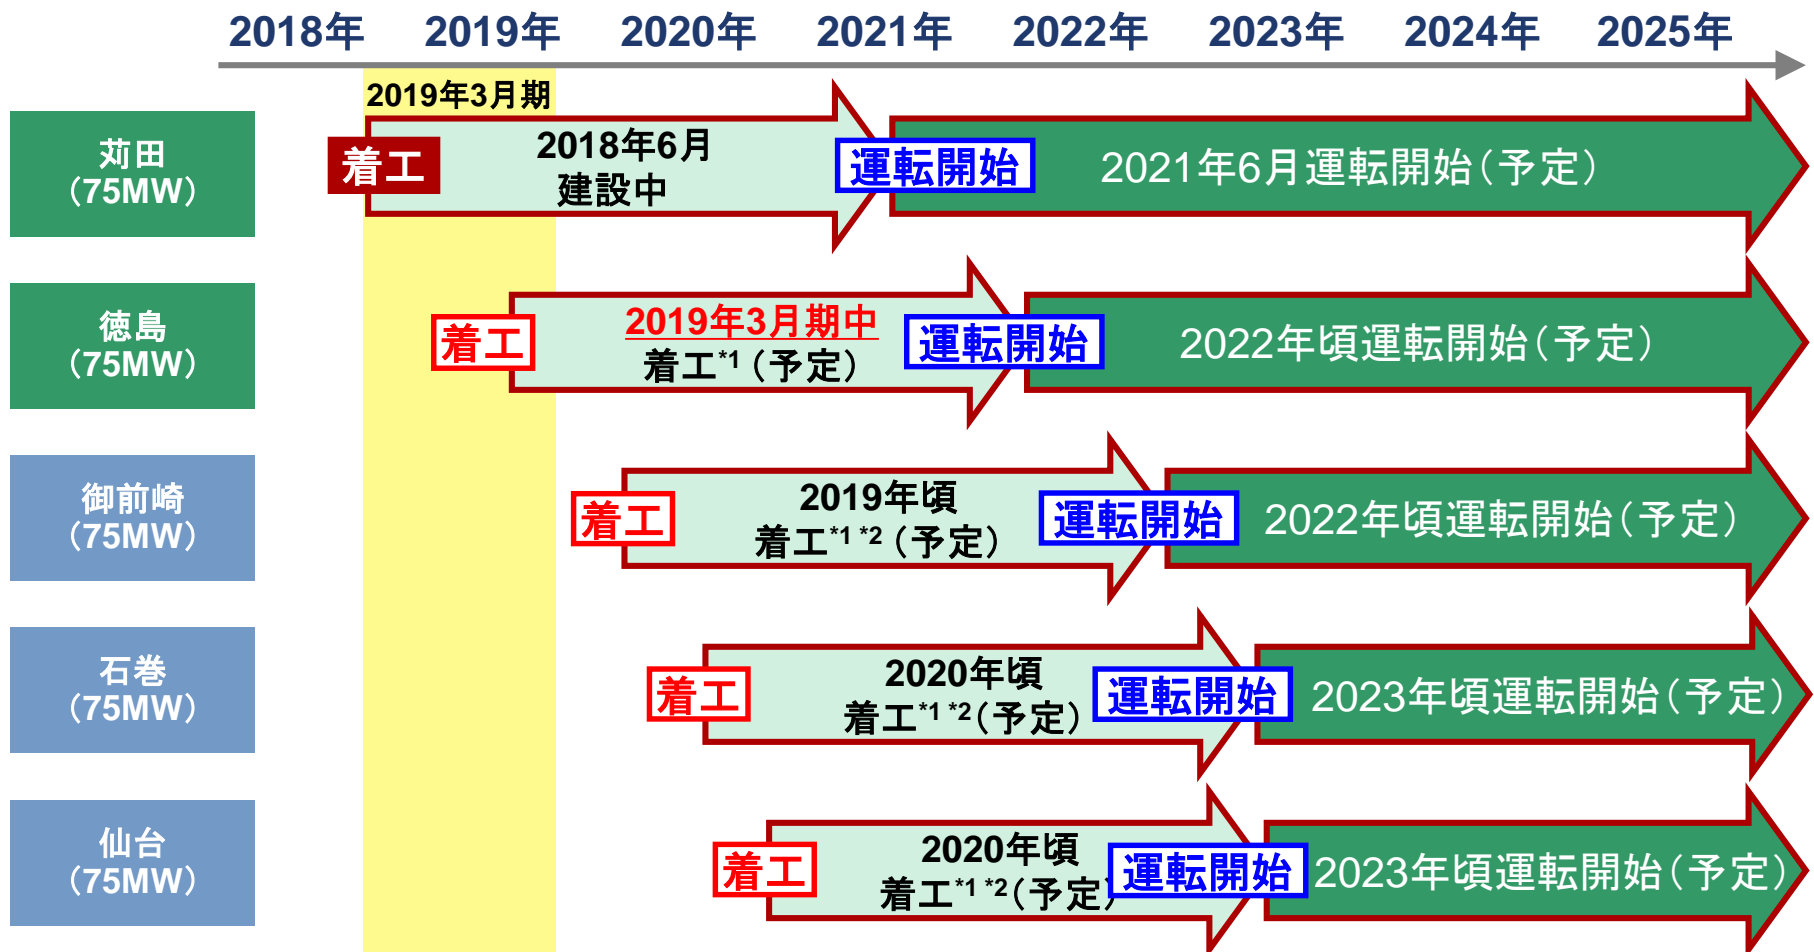 2018年 2019年 2020年 2021年 2022年 2023年 2024年 2025年
2019年3月期
苅田
(75MW)
着工
2018年6月
建設中
運転開始
2021年6月運転開始(予定)
徳島
(75MW)
着工
2019年3月期中
着工*1(予定)
運転開始
2022年頃運転開始(予定)
御前崎
(75MW)
着工
2019年頃
着工*1 *2(予定)
運転開始
2022年頃運転開始(予定)
石巻
(75MW)
着工
2020年頃
着工*1 *2(予定)
運転開始
2023年頃運転開始(予定)
仙台
(75MW)
着工
2020年頃
着工*1 *2(予定)
運転開始
2023年頃運転開始(予定)